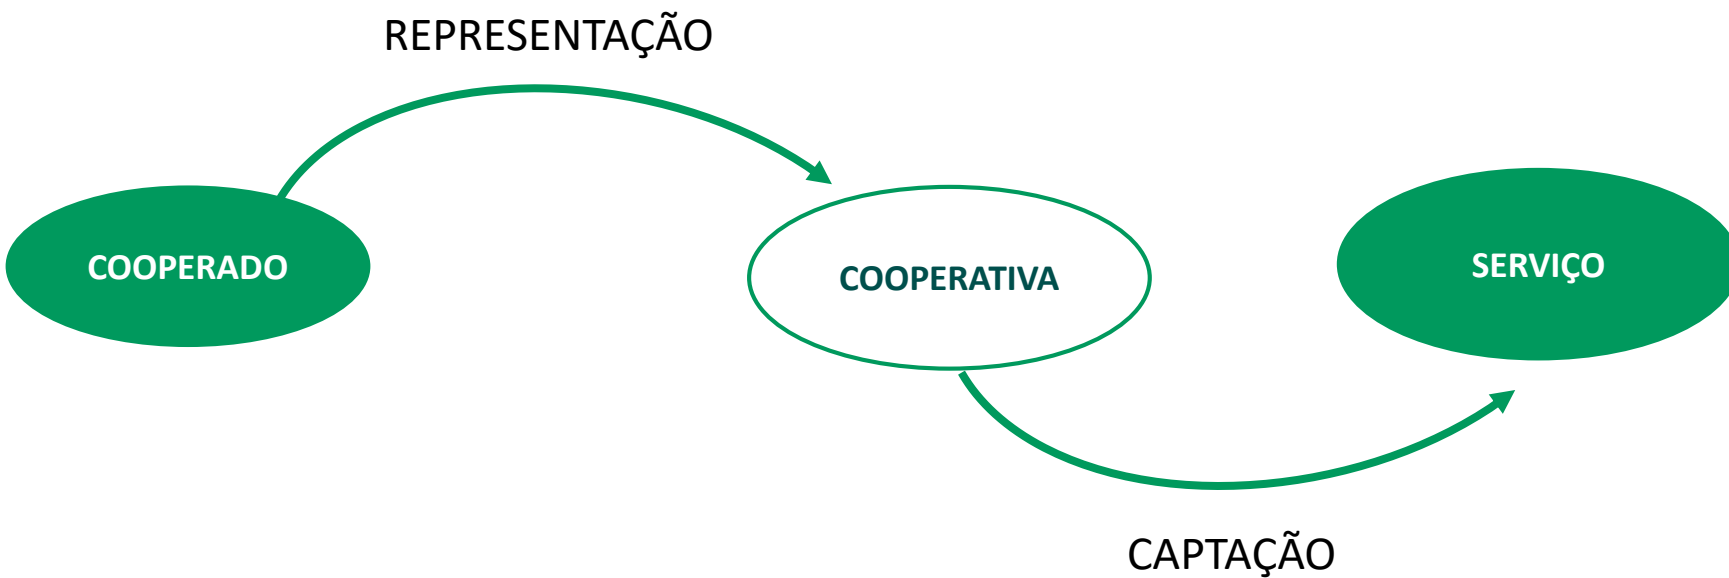 REPRESENTAÇÃO
COOPERADO
COOPERATIVA
SERVIÇO
CAPTAÇÃO